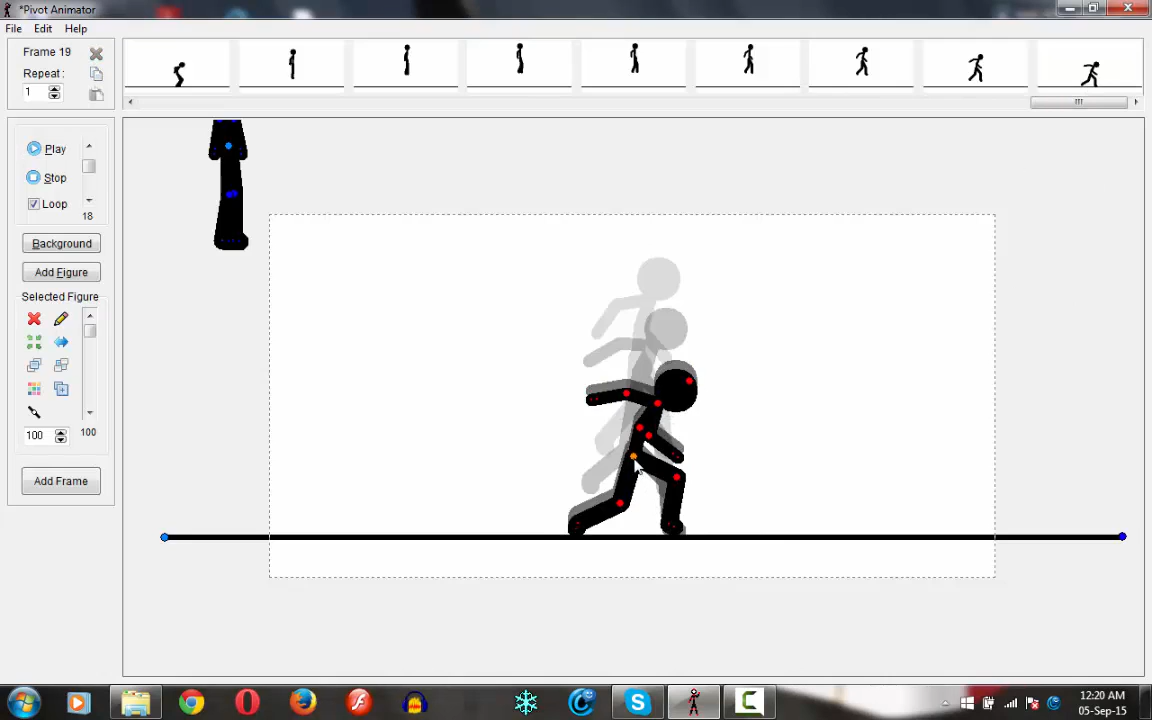 *Pivot Animator
File Edit Help
Frame 19
Repeat:
1
Play
Stop
Loop
18
Background
Add Figure
Selected Figure
100
100
Add Frame
12:20 AM
05-Sep-15